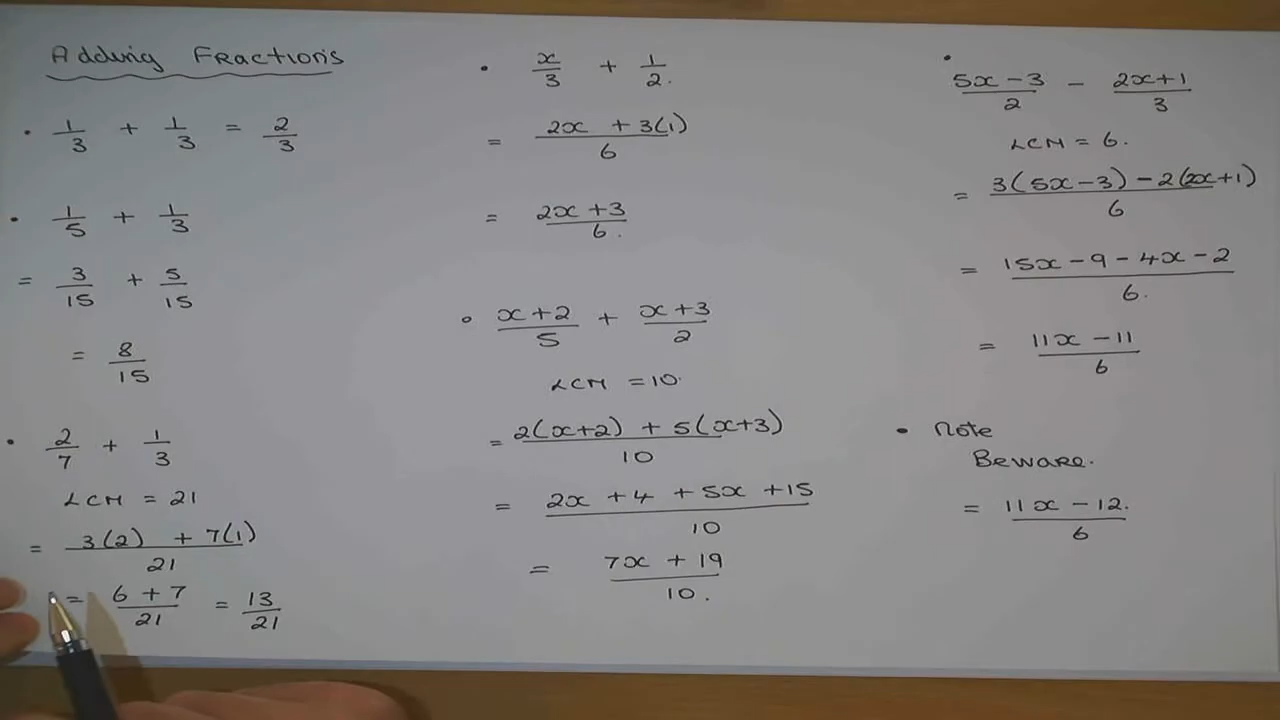 Adding Fractions
• 1/3 + 1/3 = 2/3
• 1/5 + 1/3
= 3/15 + 5/15
= 8/15
• 2/7 + 1/3
LCM = 21
= (3(2) + 7(1))/21
= (6 + 7)/21 = 13/21
• x/3 + 1/2.
= (2x + 3(1))/6
= (2x + 3)/6.
• (x+2)/5 + (x+3)/2
LCM = 10.
= (2(x+2) + 5(x+3))/10
= (2x + 4 + 5x + 15)/10
= (7x + 19)/10.
• (5x – 3)/2 – (2x+1)/3
LCM = 6.
= (3(5x – 3) – 2(2x+1))/6
= (15x – 9 – 4x – 2)/6.
= (11x – 11)/6
• Note
Beware.
= (11x – 12.)/6